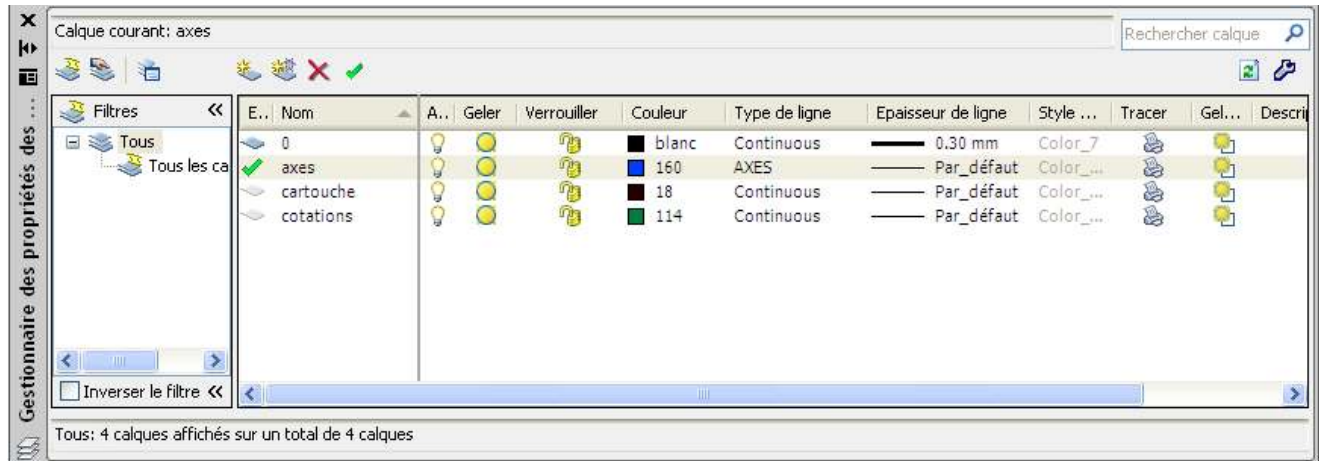 Calque courant: axes
Rechercher calque
Filtres
E.. Nom A.. Geler Verrouiller Couleur Type de ligne Epaisseur de ligne Style ... Tracer Gel... Descrip
Tous
Tous les ca
0 blanc Continuous 0.30 mm Color_7
axes 160 AXES Par_défaut Color_...
cartouche 18 Continuous Par_défaut Color_...
cotations 114 Continuous Par_défaut Color_...
Inverser le filtre
Tous: 4 calques affichés sur un total de 4 calques
Gestionnaire des propriétés des ...